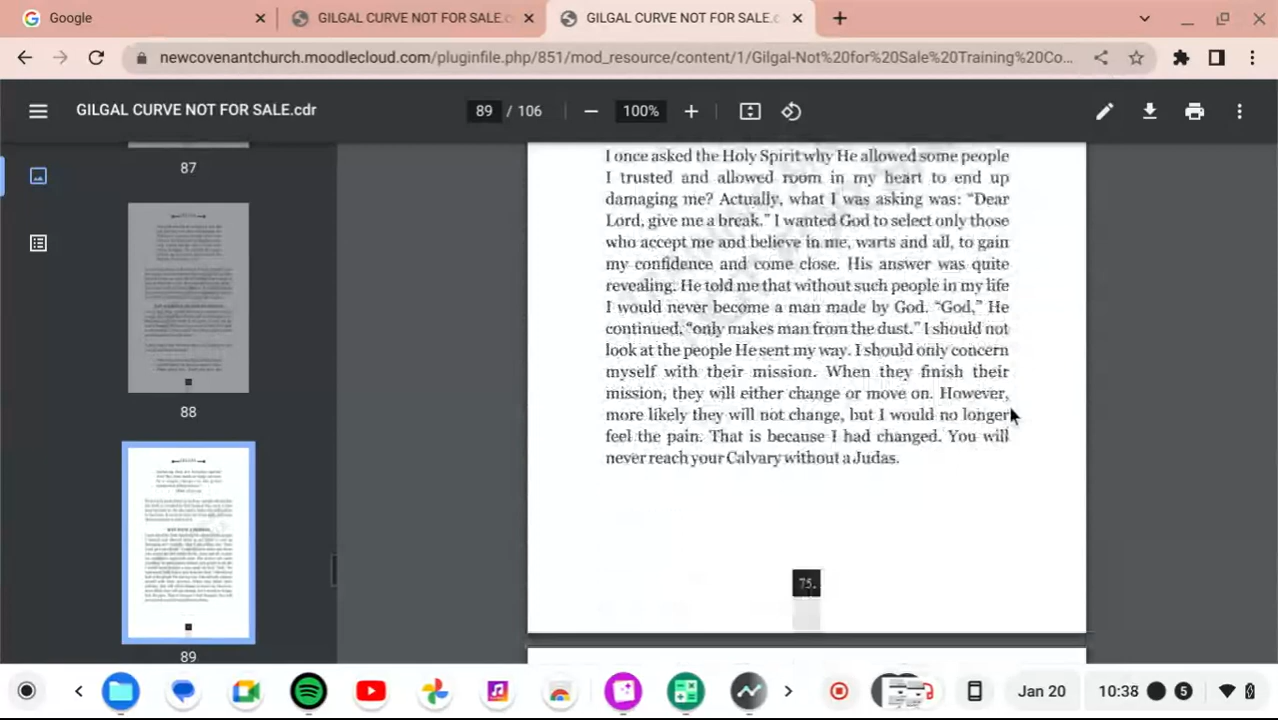 Google
GILGAL CURVE NOT FOR SALE.c
GILGAL CURVE NOT FOR SALE.c
newcovenantchurch.moodlecloud.com/pluginfile.php/851/mod_resource/content/1/Gilgal-Not%20for%20Sale%20Training%20Co...
GILGAL CURVE NOT FOR SALE.cdr
89 / 106
100%
87
88
89
I once asked the Holy Spirit why He allowed some people
I trusted and allowed room in my heart to end up
damaging me? Actually, what I was asking was: “Dear
Lord, give me a break.” I wanted God to select only those
who accept me and believe in me, warts and all, to gain
my confidence and come close. His answer was quite
revealing. He told me that without such people in my life
I would never become a man made by God. “God,” He
continued, “only makes man from the dust.” I should not
look at the people He sent my way. I should only concern
myself with their mission. When they finish their
mission, they will either change or move on. However,
more likely they will not change, but I would no longer
feel the pain. That is because I had changed. You will
never reach your Calvary without a Judas.
75.
Jan 20
10:38
5